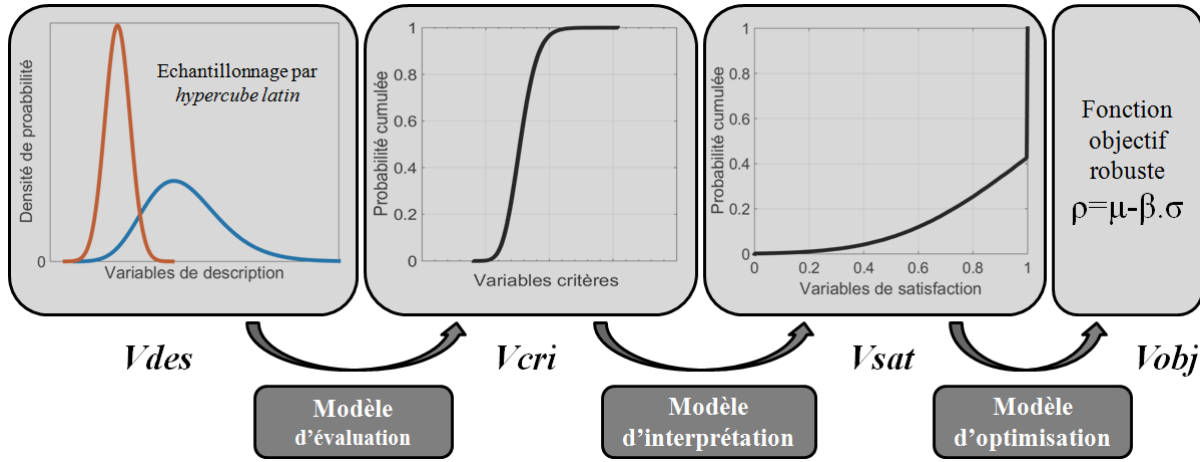 Densité de proabbilité
Echantillonnage par
hypercube latin
0
Variables de description
Probabilité cumulée
1
0.8
0.6
0.4
0.2
0
Variables critères
Probabilité cumulée
1
0.8
0.6
0.4
0.2
0
0 0.2 0.4 0.6 0.8 1
Variables de satisfaction
Fonction
objectif
robuste
ρ=μ-β.σ
Vdes
Vcri
Vsat
Vobj
Modèle
d'évaluation
Modèle
d'interprétation
Modèle
d'optimisation